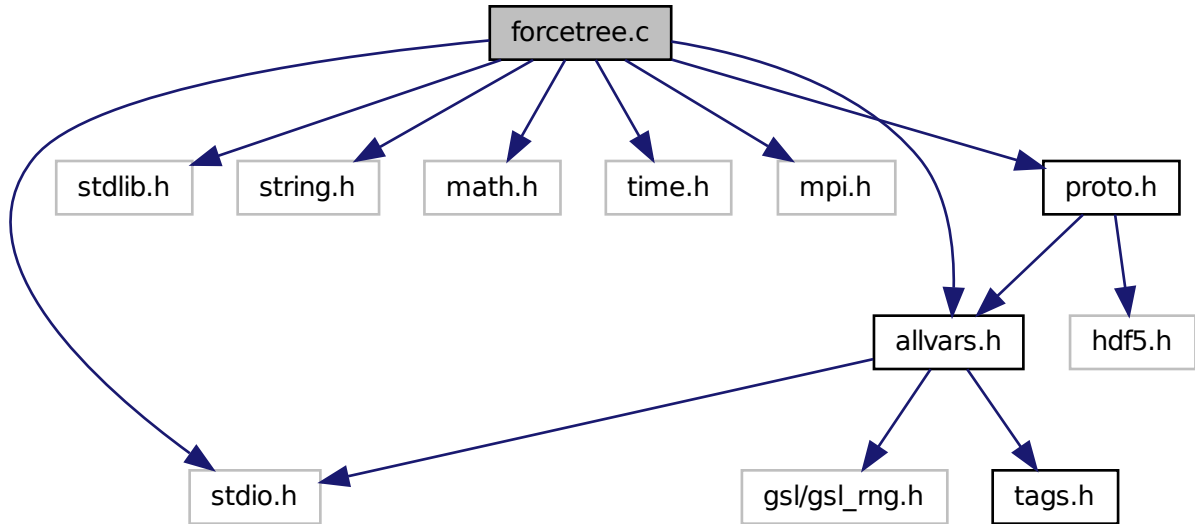 forcetree.c
stdlib.h
string.h
math.h
time.h
mpi.h
proto.h
allvars.h
hdf5.h
stdio.h
gsl/gsl_rng.h
tags.h